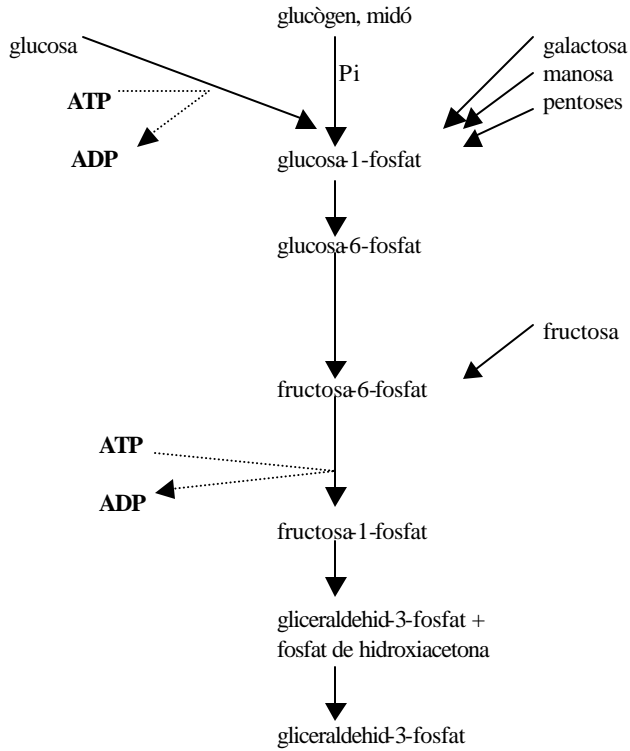 glucògen, midó
glucosa
galactosa
manosa
pentoses
Pi
ATP
ADP
glucosa-1-fosfat
glucosa-6-fosfat
fructosa
fructosa-6-fosfat
ATP
ADP
fructosa-1-fosfat
gliceraldehid-3-fosfat +
fosfat de hidroxiacetona
gliceraldehid-3-fosfat